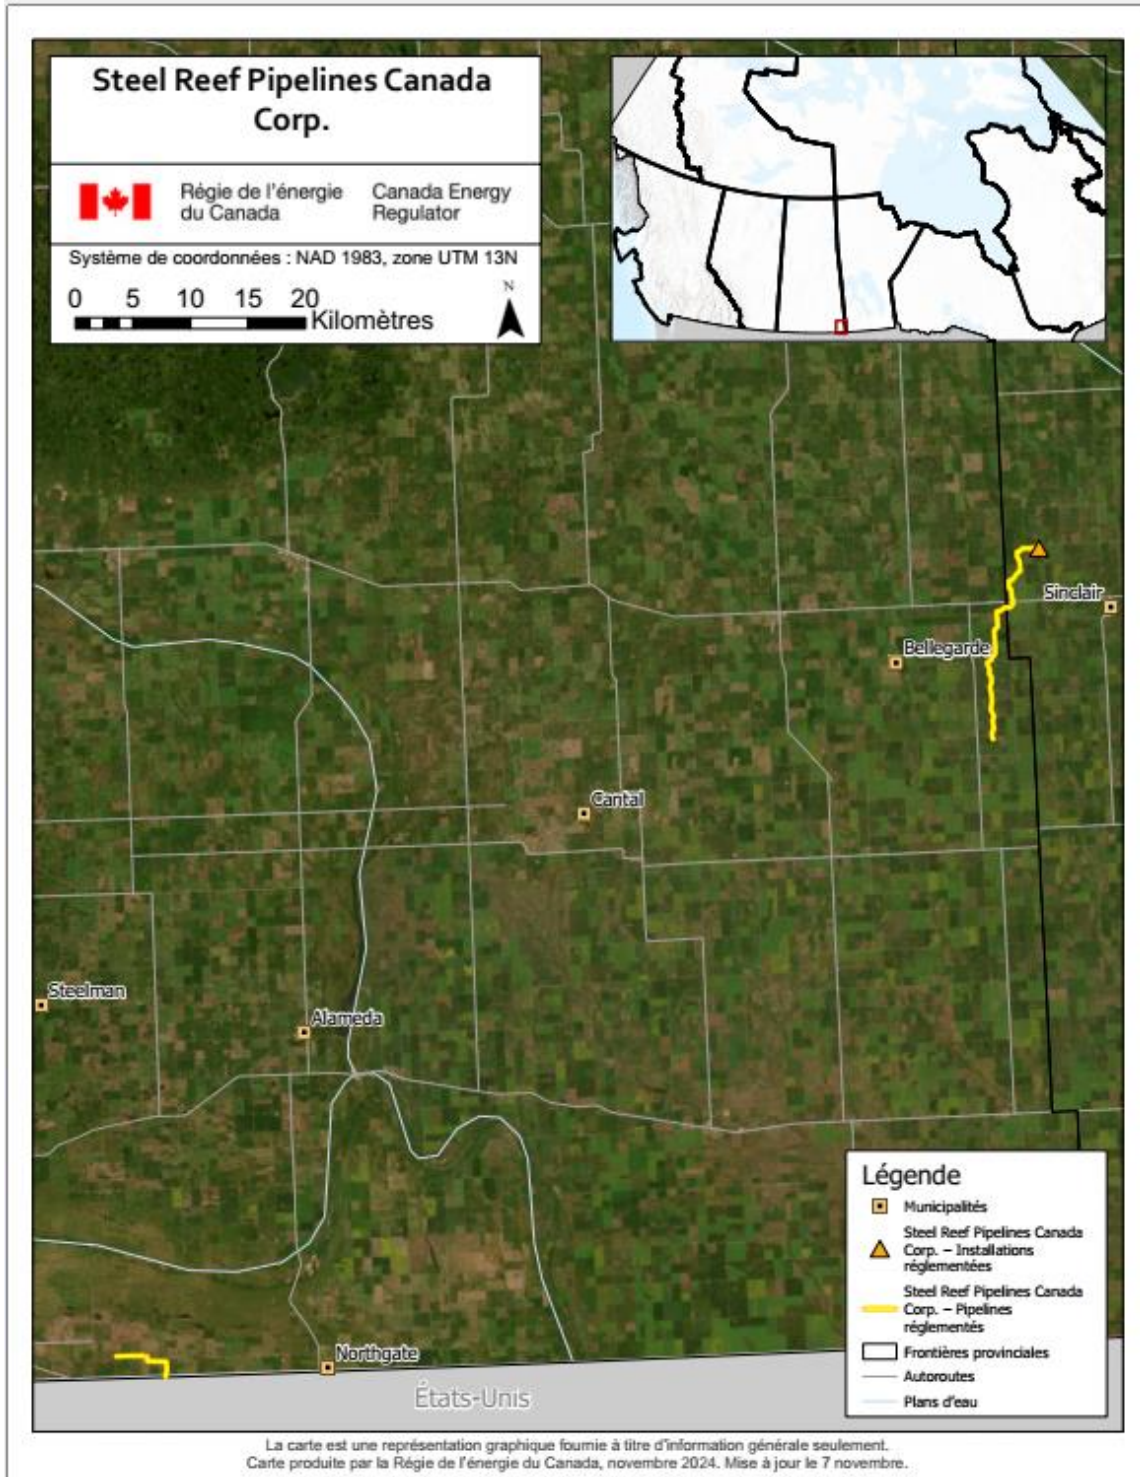 Steel Reef Pipelines Canada
Corp.
Régie de l'énergie
du Canada
Canada Energy
Regulator
Système de coordonnées : NAD 1983, zone UTM 13N
0 5 10 15 20
Kilomètres
N
Sinclair
Bellegarde
Cantal
Steelman
Alameda
Northgate
États-Unis
Légende
Municipalités
Steel Reef Pipelines Canada
Corp. – Installations
réglementées
Steel Reef Pipelines Canada
Corp. – Pipelines
réglementés
Frontières provinciales
Autoroutes
Plans d'eau
La carte est une représentation graphique fournie à titre d'information générale seulement.
Carte produite par la Régie de l'énergie du Canada, novembre 2024. Mise à jour le 7 novembre.